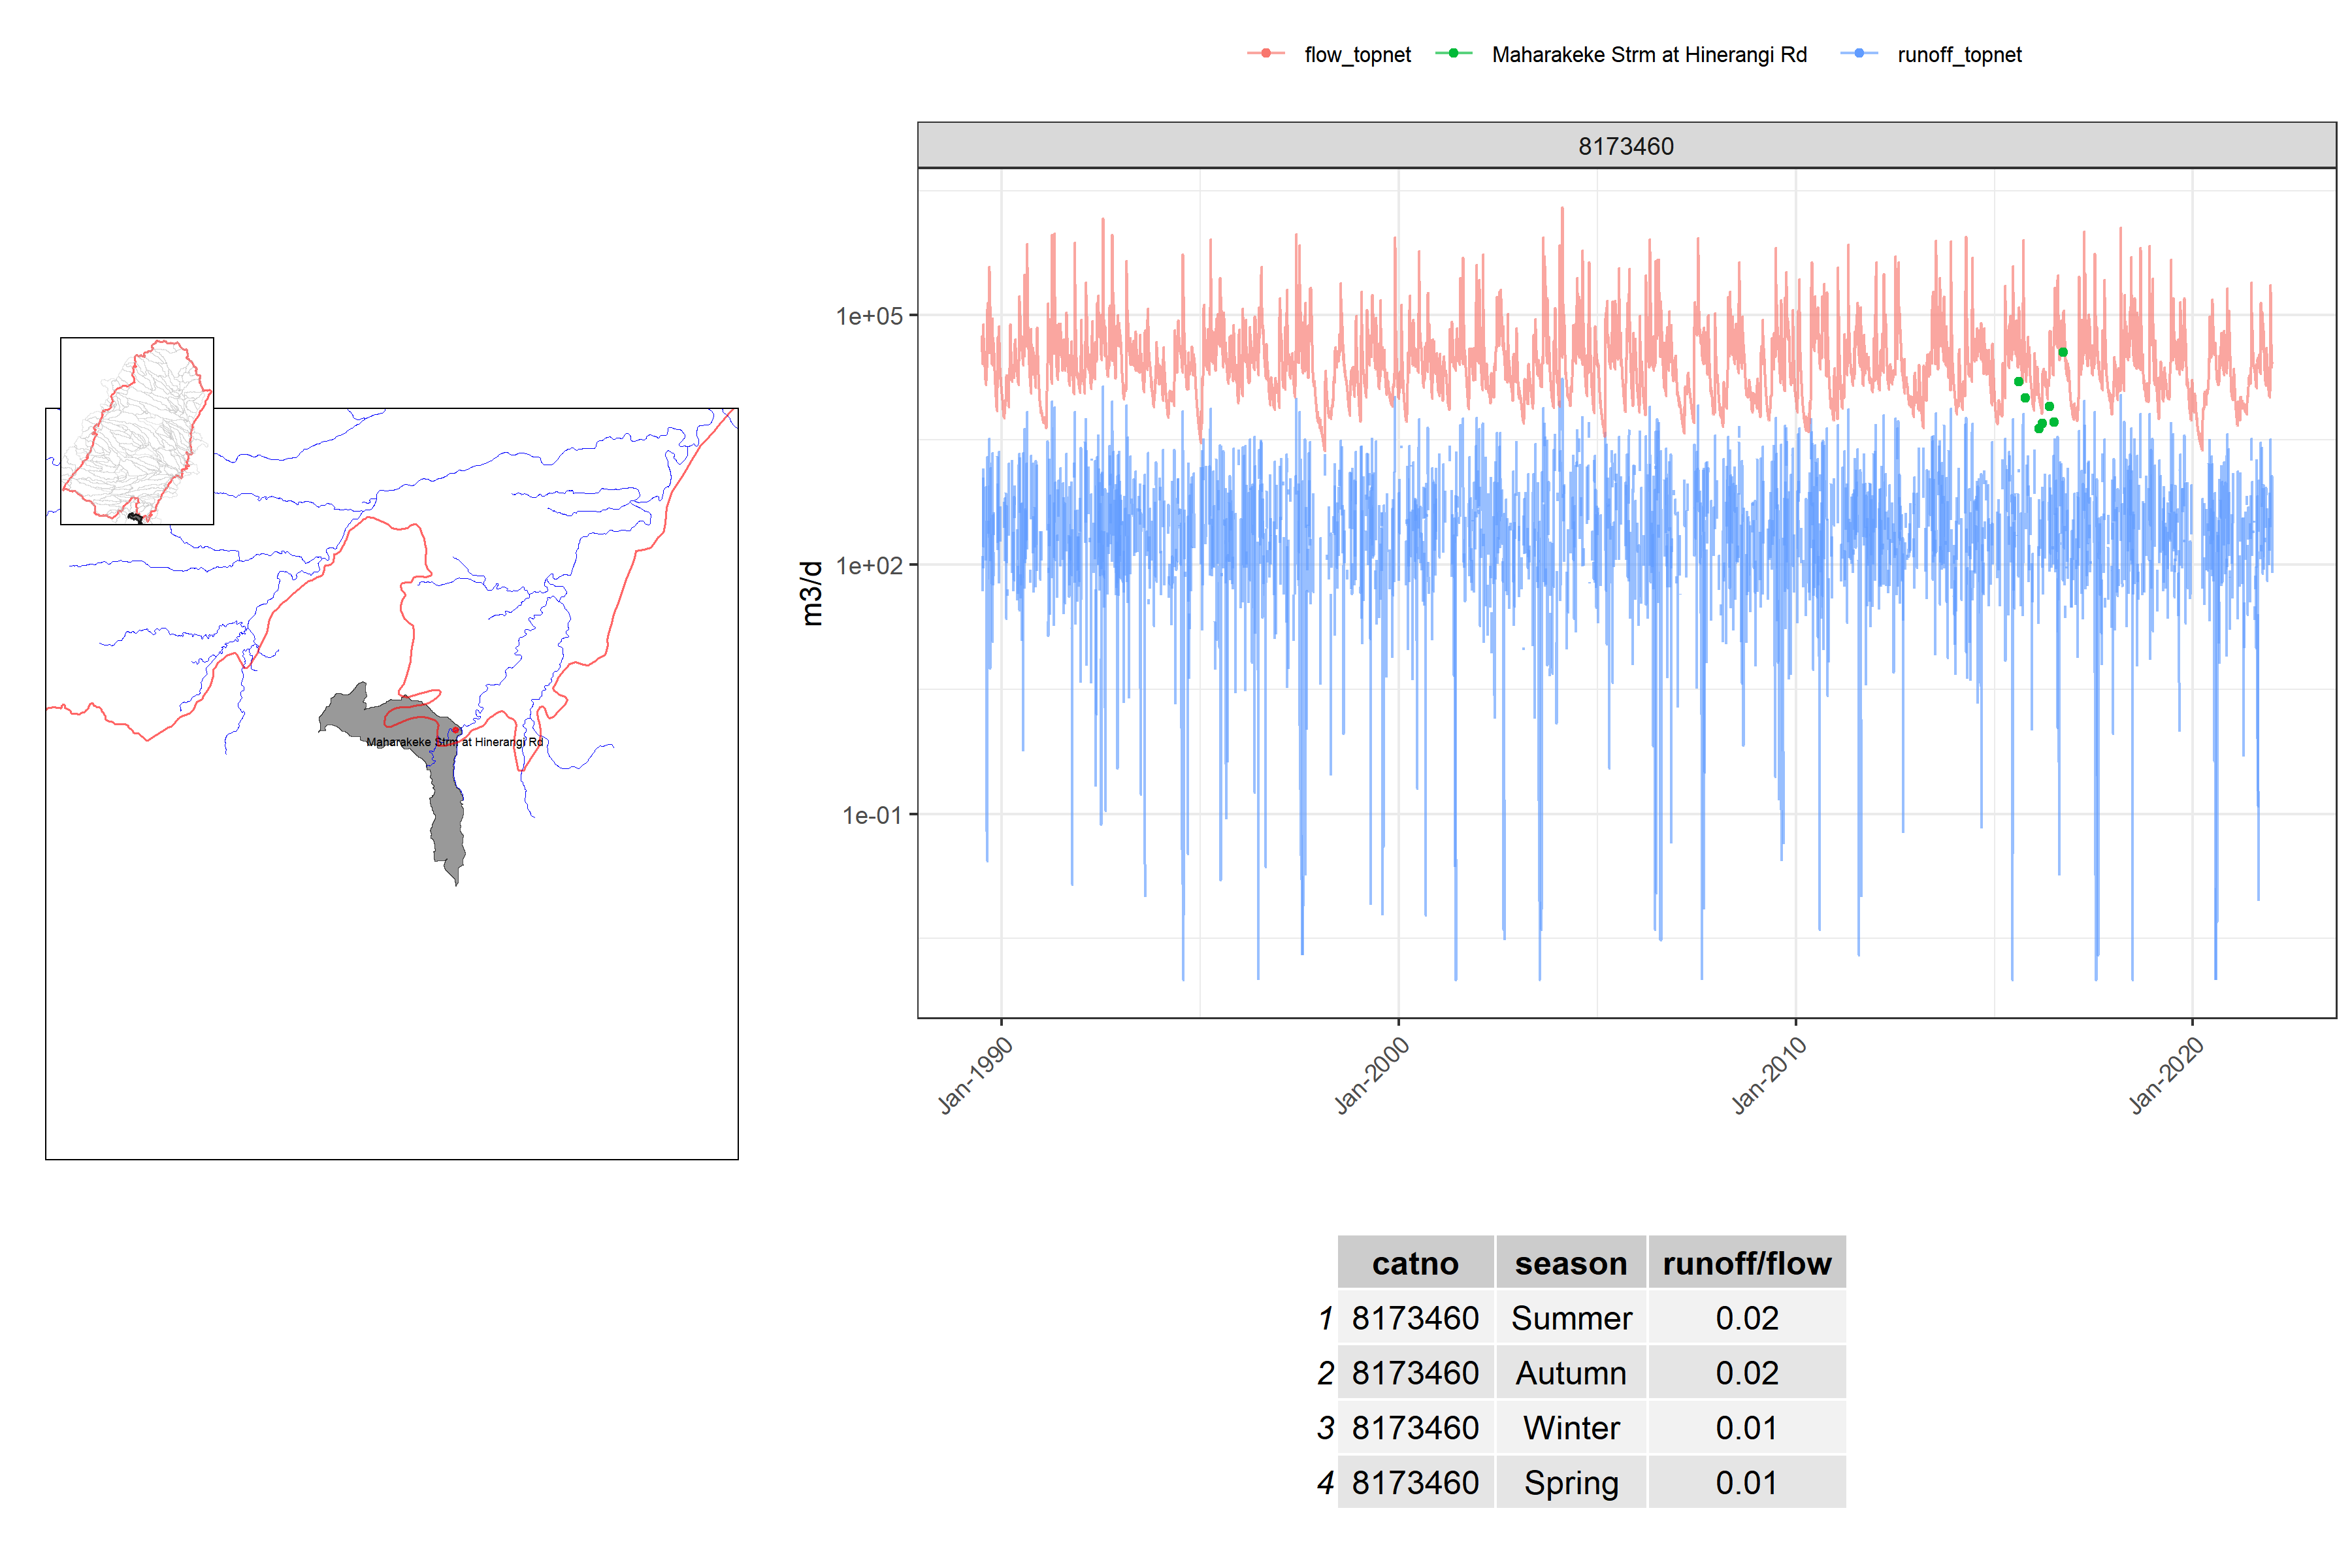 flow_topnet Maharakeke Strm at Hinerangi Rd runoff_topnet
8173460
m3/d
1e+05
1e+02
1e-01
Jan-1990 Jan-2000 Jan-2010 Jan-2020
Maharakeke Strm at Hinerangi Rd
catno season runoff/flow
1 8173460 Summer 0.02
2 8173460 Autumn 0.02
3 8173460 Winter 0.01
4 8173460 Spring 0.01